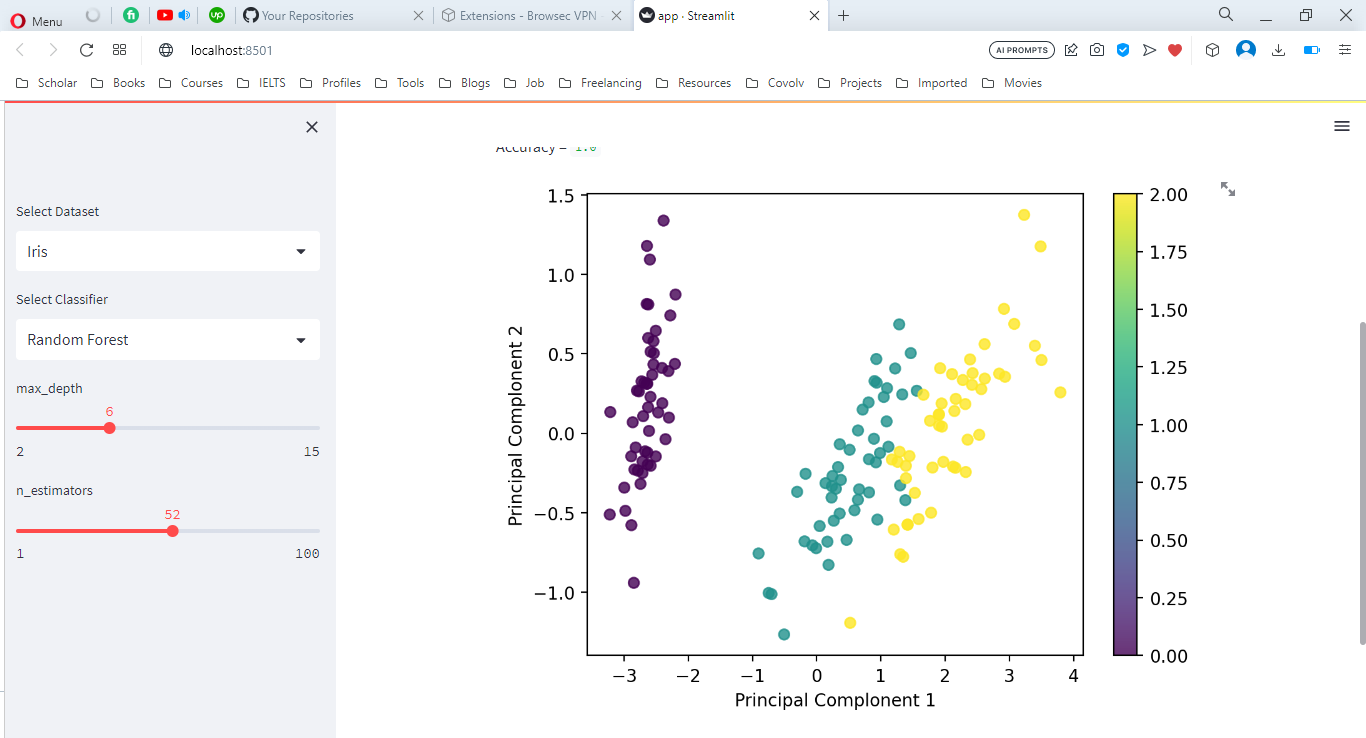 Menu
fi
up
Your Repositories
Extensions - Browsec VPN -
app · Streamlit
localhost:8501
AI PROMPTS
Scholar Books Courses IELTS Profiles Tools Blogs Job Freelancing Resources Covolv Projects Imported Movies
Accuracy = 1.0
Select Dataset
Iris
Select Classifier
Random Forest
max_depth
6
2 15
n_estimators
52
1 100
1.5
1.0
0.5
0.0
−0.5
−1.0
Principal Complonent 2
−3 −2 −1 0 1 2 3 4
Principal Complonent 1
2.00
1.75
1.50
1.25
1.00
0.75
0.50
0.25
0.00